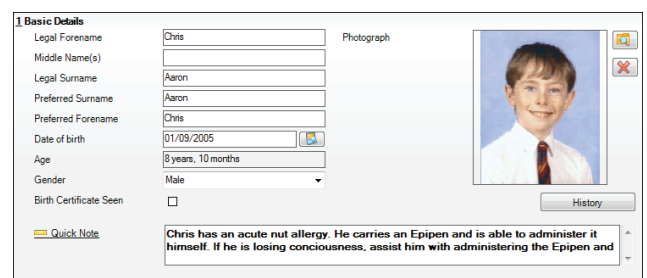 1 Basic Details
Legal Forename Chris Photograph
Middle Name(s)
Legal Surname Aaron
Preferred Surname Aaron
Preferred Forename Chris
Date of birth 01/09/2005
Age 8 years, 10 months
Gender Male
Birth Certificate Seen
History
Quick Note Chris has an acute nut allergy. He carries an Epipen and is able to administer it
himself. If he is losing conciousness, assist him with administering the Epipen and